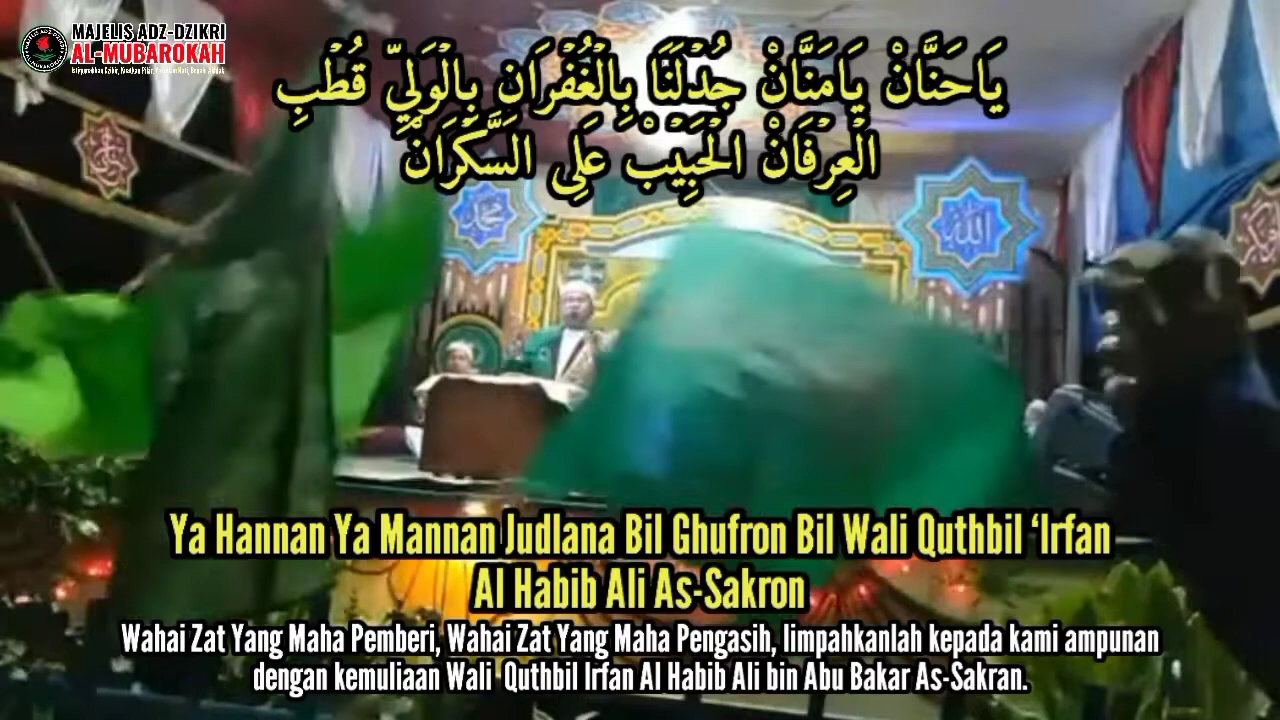 MAJELIS ADZ-DZIKRI
AL-MUBAROKAH
يَاحَنَّانْ يَامَنَّانْ جُدْلَنَا بِالْغُفْرَانِ بِالْوَلِيِّ قُطْبِ
الْعِرْفَانْ الْحَبِيْبْ عَلِى السَّكْرَانْ
محمد
الله
Ya Hannan Ya Mannan Judlana Bil Ghufron Bil Wali Quthbil ‘Irfan
Al Habib Ali As-Sakron
Wahai Zat Yang Maha Pemberi, Wahai Zat Yang Maha Pengasih, limpahkanlah kepada kami ampunan
dengan kemuliaan Wali Quthbil Irfan Al Habib Ali bin Abu Bakar As-Sakran.